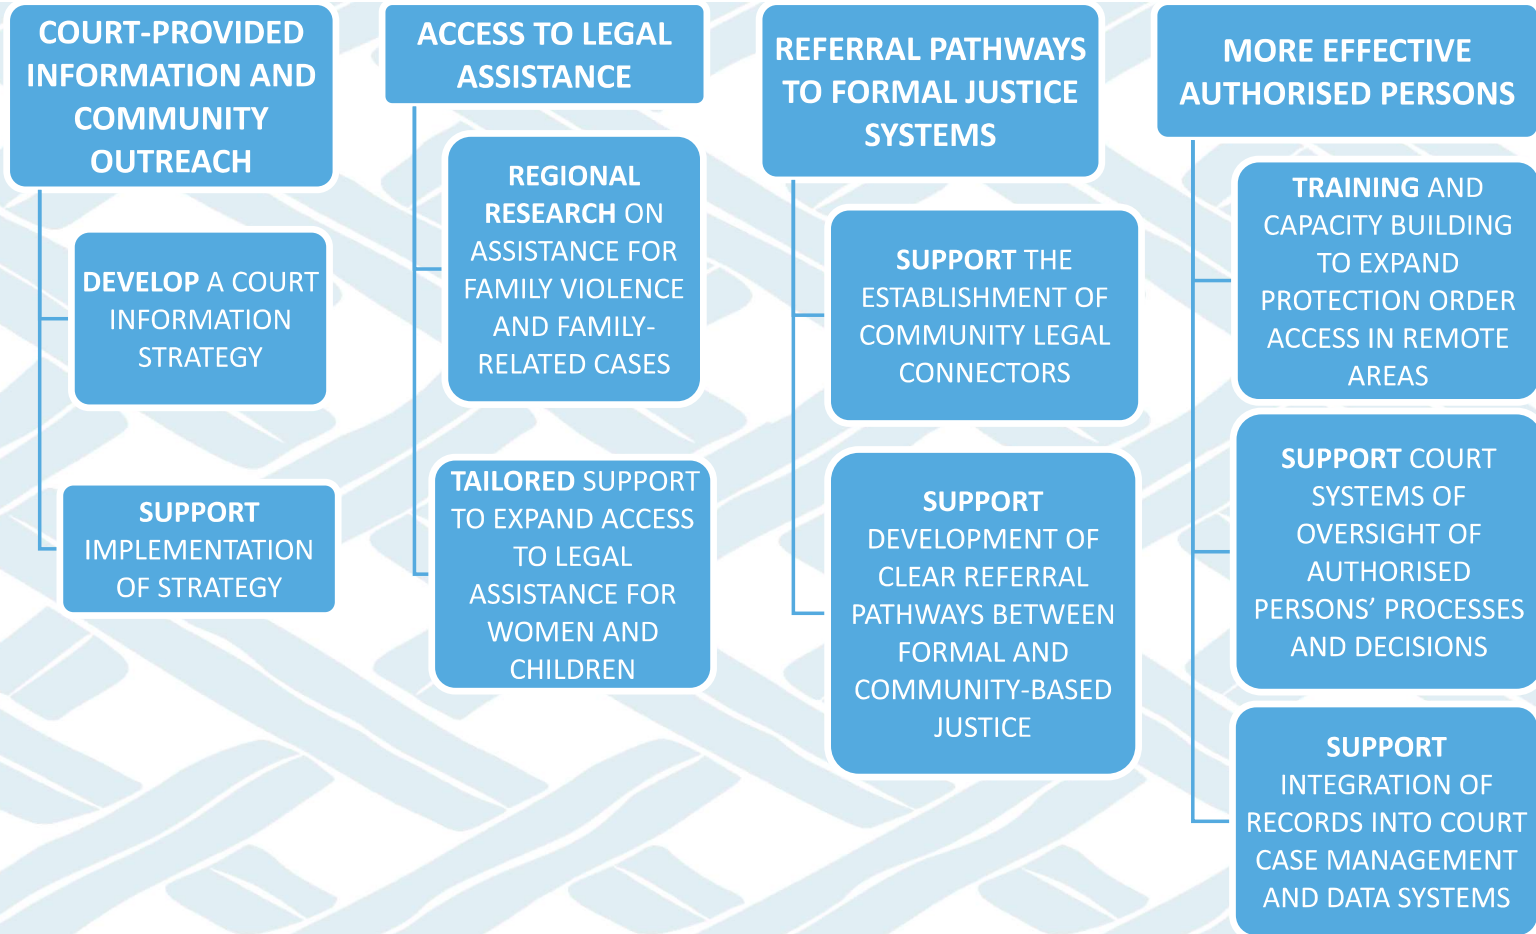 COURT-PROVIDED
INFORMATION AND
COMMUNITY
OUTREACH
DEVELOP A COURT
INFORMATION
STRATEGY
SUPPORT
IMPLEMENTATION
OF STRATEGY
ACCESS TO LEGAL
ASSISTANCE
REGIONAL
RESEARCH ON
ASSISTANCE FOR
FAMILY VIOLENCE
AND FAMILY-
RELATED CASES
TAILORED SUPPORT
TO EXPAND ACCESS
TO LEGAL
ASSISTANCE FOR
WOMEN AND
CHILDREN
REFERRAL PATHWAYS
TO FORMAL JUSTICE
SYSTEMS
SUPPORT THE
ESTABLISHMENT OF
COMMUNITY LEGAL
CONNECTORS
SUPPORT
DEVELOPMENT OF
CLEAR REFERRAL
PATHWAYS BETWEEN
FORMAL AND
COMMUNITY-BASED
JUSTICE
MORE EFFECTIVE
AUTHORISED PERSONS
TRAINING AND
CAPACITY BUILDING
TO EXPAND
PROTECTION ORDER
ACCESS IN REMOTE
AREAS
SUPPORT COURT
SYSTEMS OF
OVERSIGHT OF
AUTHORISED
PERSONS’ PROCESSES
AND DECISIONS
SUPPORT
INTEGRATION OF
RECORDS INTO COURT
CASE MANAGEMENT
AND DATA SYSTEMS